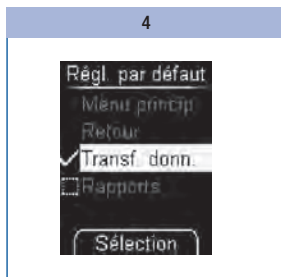 4
Régl. par défaut
Menu princip.
Retour
Transf. donn.
Rapports
Sélection